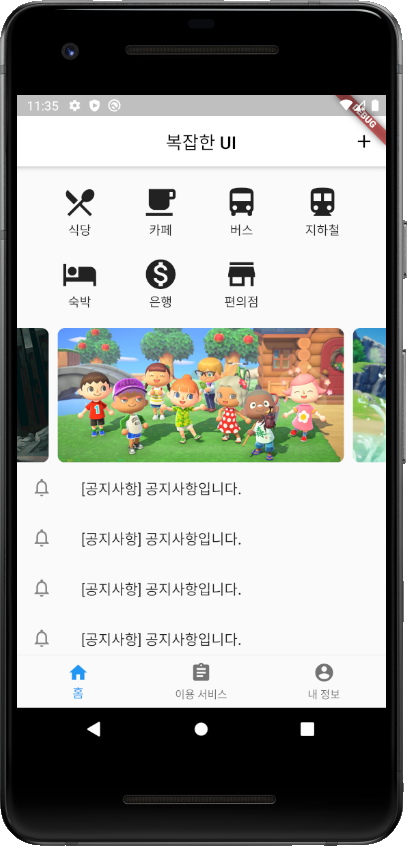 11:35
DEBUG
복잡한 UI
식당 카페 버스 지하철
숙박 은행 편의점
[공지사항] 공지사항입니다.
[공지사항] 공지사항입니다.
[공지사항] 공지사항입니다.
[공지사항] 공지사항입니다.
홈 이용 서비스 내 정보